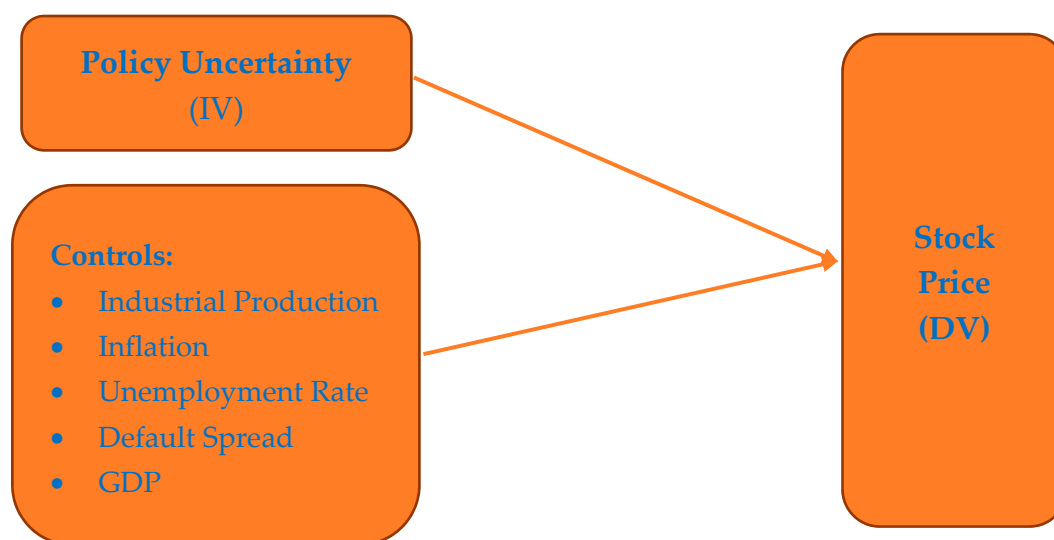 Policy Uncertainty
(IV)
Controls:
• Industrial Production
• Inflation
• Unemployment Rate
• Default Spread
• GDP
Stock
Price
(DV)